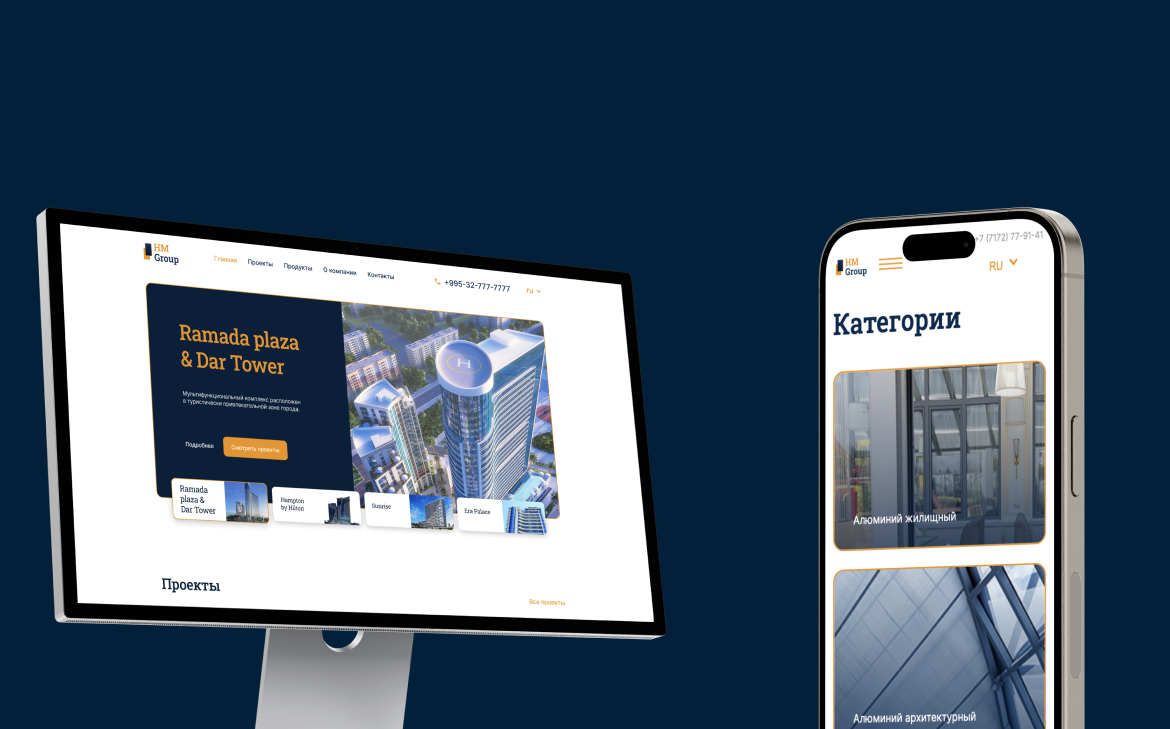 HM
Group
Главная Проекты Продукты О компании Контакты
+995-32-777-7777
ru
Ramada plaza
& Dar Tower
Мультифункциональный комплекс расположен
в туристически привлекательной зоне города.
Подробнее
Смотреть проекты
H
Ramada
plaza &
Dar Tower
Hampton
by Hilton
Sunrise
Era Palace
Проекты
Все проекты
+7 (7172) 77-91-41
HM
Group
RU
Категории
Алюминий жилищный
Алюминий архитектурный